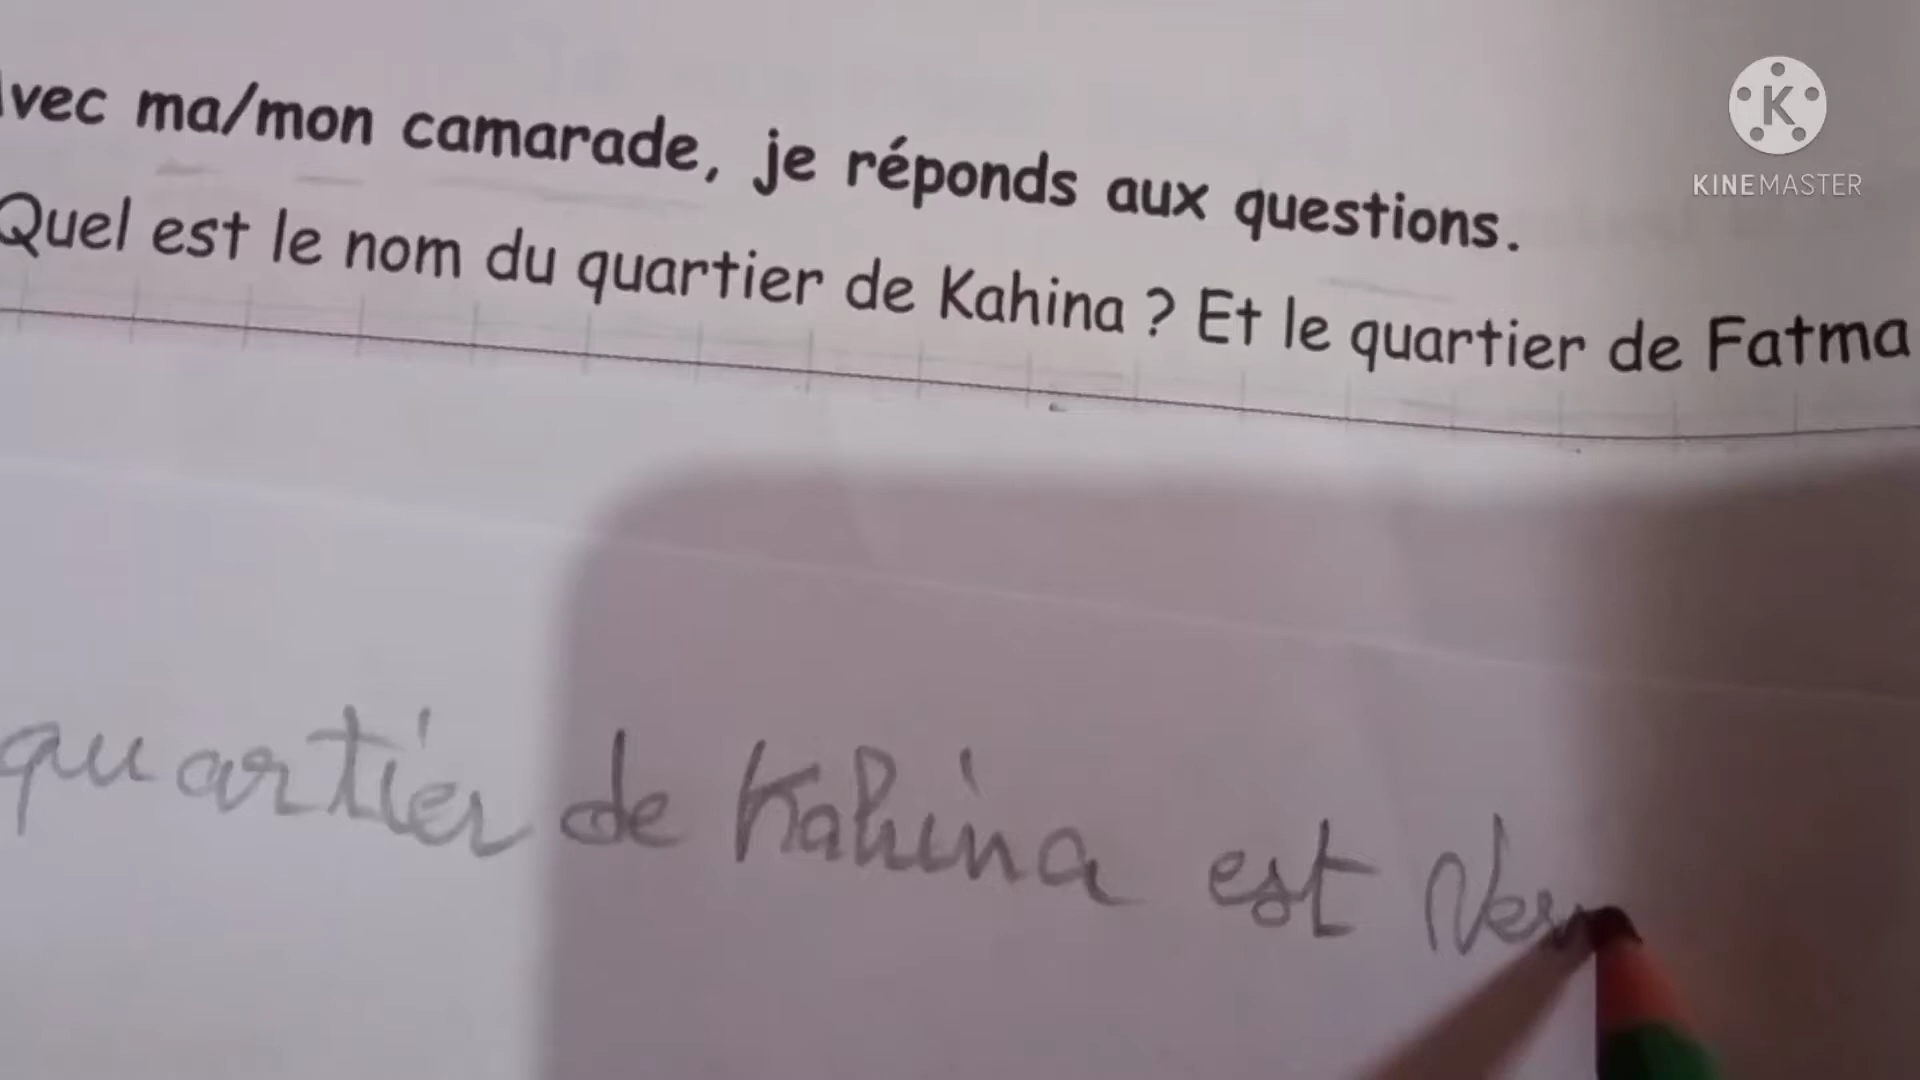 KINEMASTER
vec ma/mon camarade, je réponds aux questions.
Quel est le nom du quartier de Kahina ? Et le quartier de Fatma
quartier de Kahina est